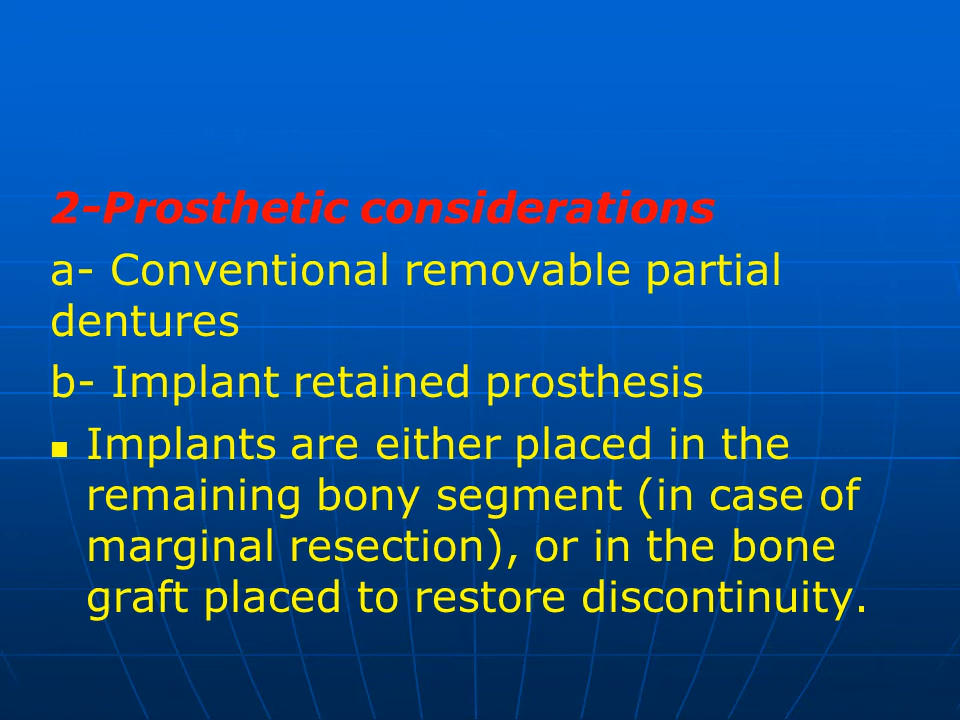 2-Prosthetic considerations
a- Conventional removable partial
dentures
b- Implant retained prosthesis
■ Implants are either placed in the
remaining bony segment (in case of
marginal resection), or in the bone
graft placed to restore discontinuity.